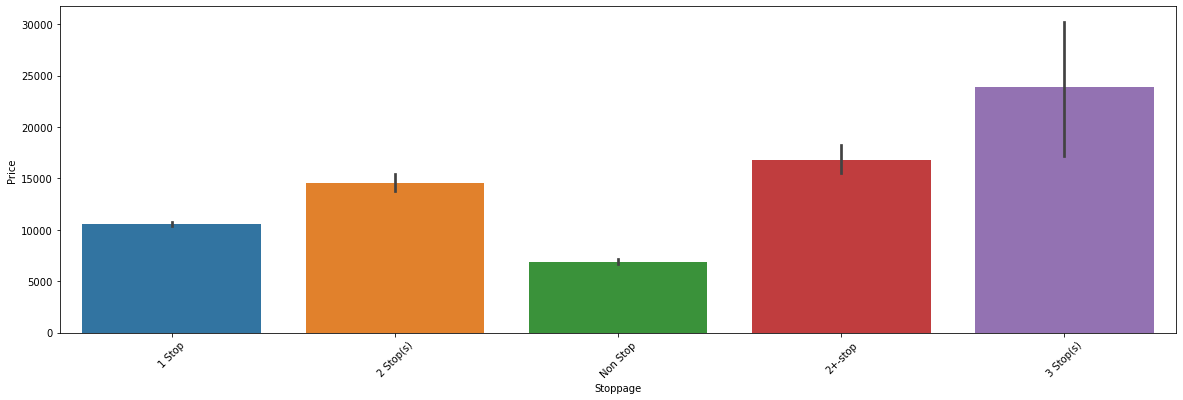 30000
25000
20000
15000
10000
5000
0
Price
1 Stop
2 Stop(s)
Non Stop
2+-stop
3 Stop(s)
Stoppage